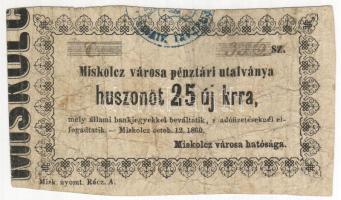 MISKOLC
SZ.
Miskolcz városa pénztári utalványa
huszonöt 25 új krra,
mely állami bankjegyekkel beváltatik, s adófizetéseknél el-
fogadtatik. — Miskolcz octob. 12. 1860.
Miskolcz városa hatósága.
Misk. nyomt. Rácz. A.